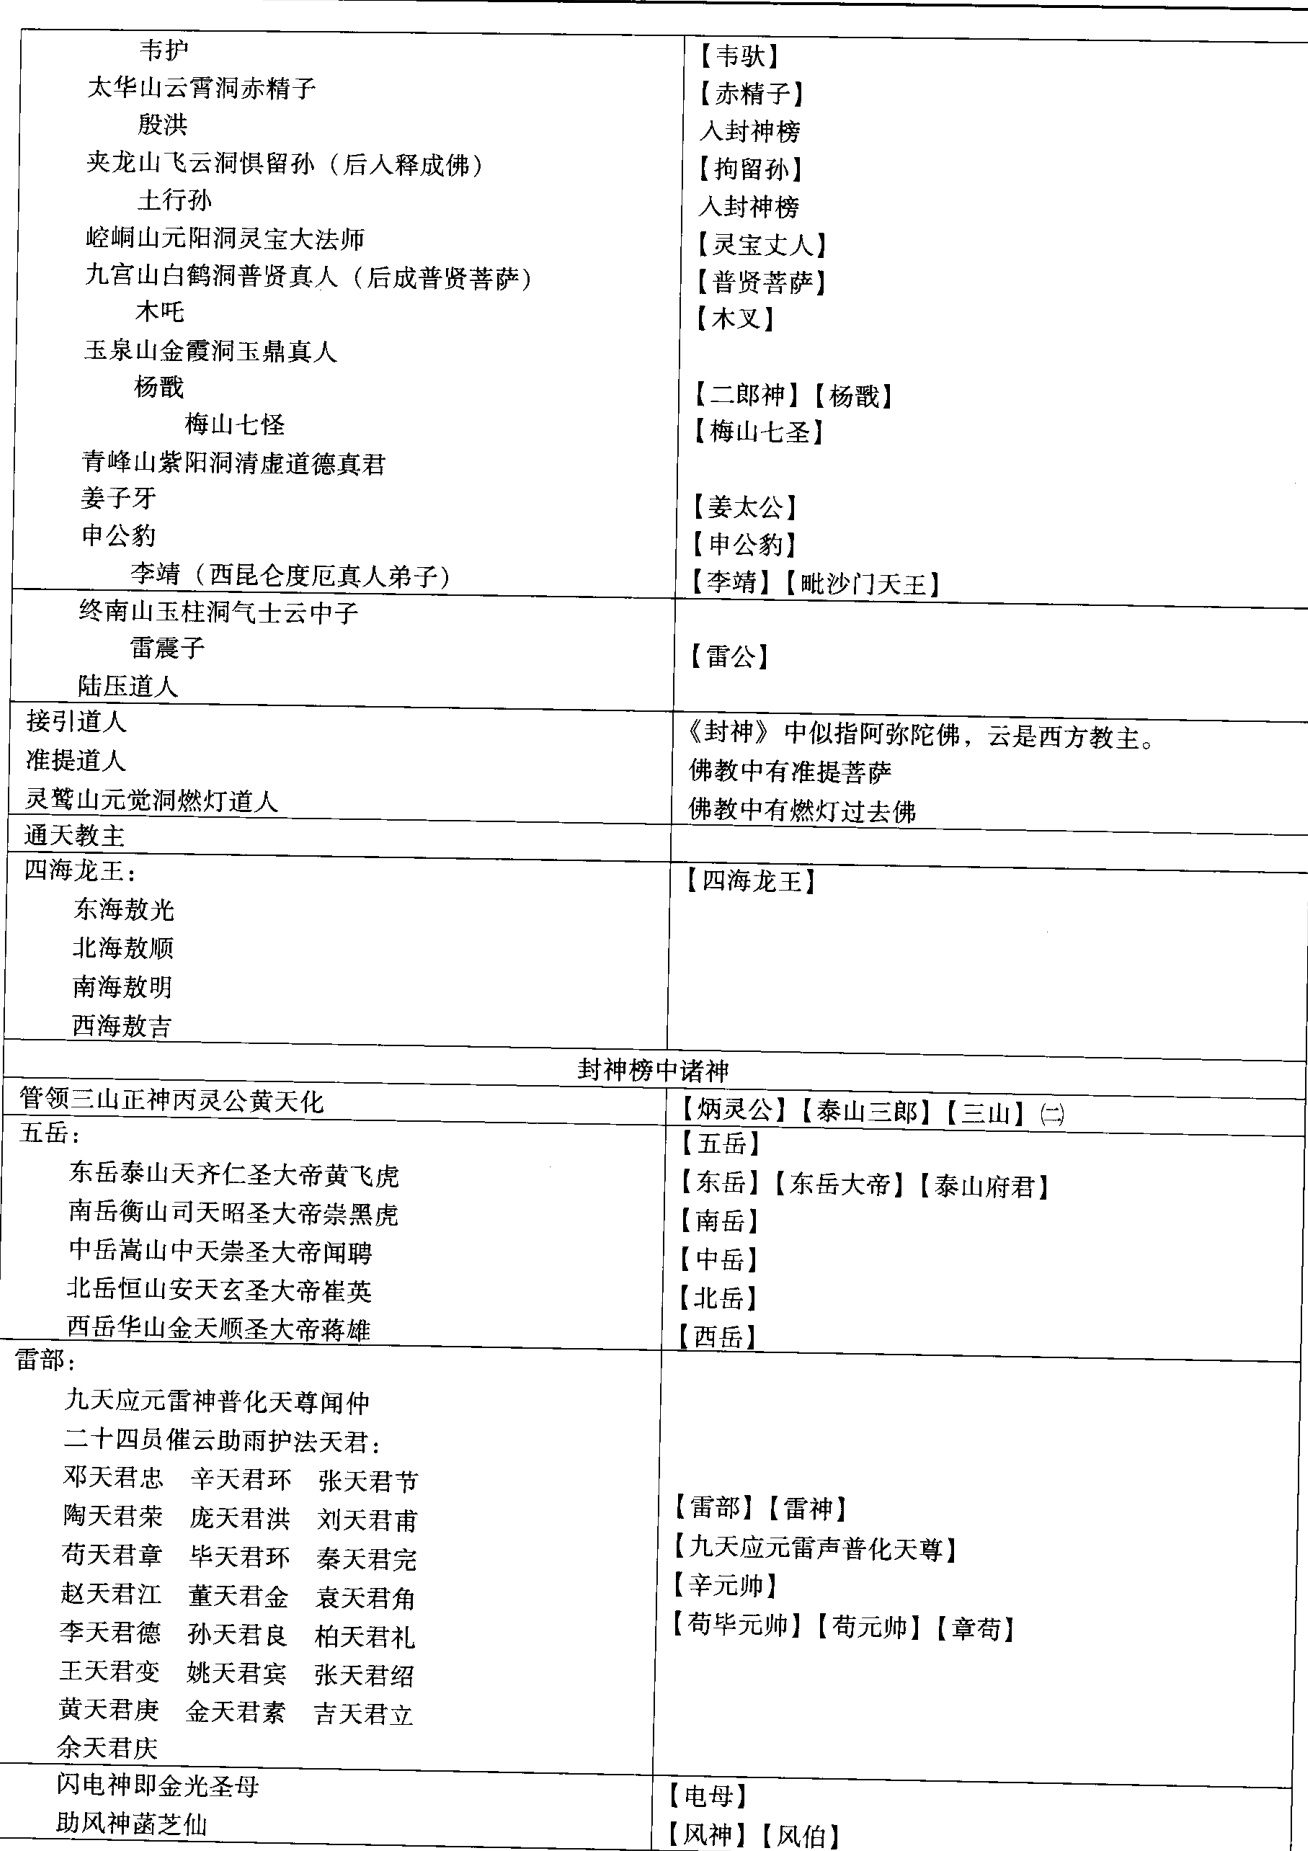 韦护 【韦驮】
太华山云霄洞赤精子 【赤精子】
殷洪 入封神榜
夹龙山飞云洞惧留孙（后入释成佛） 【拘留孙】
土行孙 入封神榜
崆峒山元阳洞灵宝大法师 【灵宝丈人】
九宫山白鹤洞普贤真人（后成普贤菩萨） 【普贤菩萨】
木吒 【木叉】
玉泉山金霞洞玉鼎真人
杨戬 【二郎神】【杨戬】
梅山七怪 【梅山七圣】
青峰山紫阳洞清虚道德真君
姜子牙 【姜太公】
申公豹 【申公豹】
李靖（西昆仑度厄真人弟子） 【李靖】【毗沙门天王】
终南山玉柱洞气士云中子
雷震子 【雷公】
陆压道人
接引道人 《封神》中似指阿弥陀佛，云是西方教主。
准提道人 佛教中有准提菩萨
灵鹫山元觉洞燃灯道人 佛教中有燃灯过去佛
通天教主
四海龙王： 【四海龙王】
东海敖光
北海敖顺
南海敖明
西海敖吉
封神榜中诸神
管领三山正神丙灵公黄天化 【炳灵公】【泰山三郎】【三山】㈡
五岳： 【五岳】
东岳泰山天齐仁圣大帝黄飞虎 【东岳】【东岳大帝】【泰山府君】
南岳衡山司天昭圣大帝崇黑虎 【南岳】
中岳嵩山中天崇圣大帝闻聘 【中岳】
北岳恒山安天玄圣大帝崔英 【北岳】
西岳华山金天顺圣大帝蒋雄 【西岳】
雷部：
九天应元雷神普化天尊闻仲
二十四员催云助雨护法天君：
邓天君忠 辛天君环 张天君节
陶天君荣 庞天君洪 刘天君甫 【雷部】【雷神】
苟天君章 毕天君环 秦天君完 【九天应元雷声普化天尊】
赵天君江 董天君金 袁天君角 【辛元帅】
李天君德 孙天君良 柏天君礼 【苟毕元帅】【苟元帅】【章苟】
王天君变 姚天君宾 张天君绍
黄天君庚 金天君素 吉天君立
余天君庆
闪电神即金光圣母 【电母】
助风神菡芝仙 【风神】【风伯】